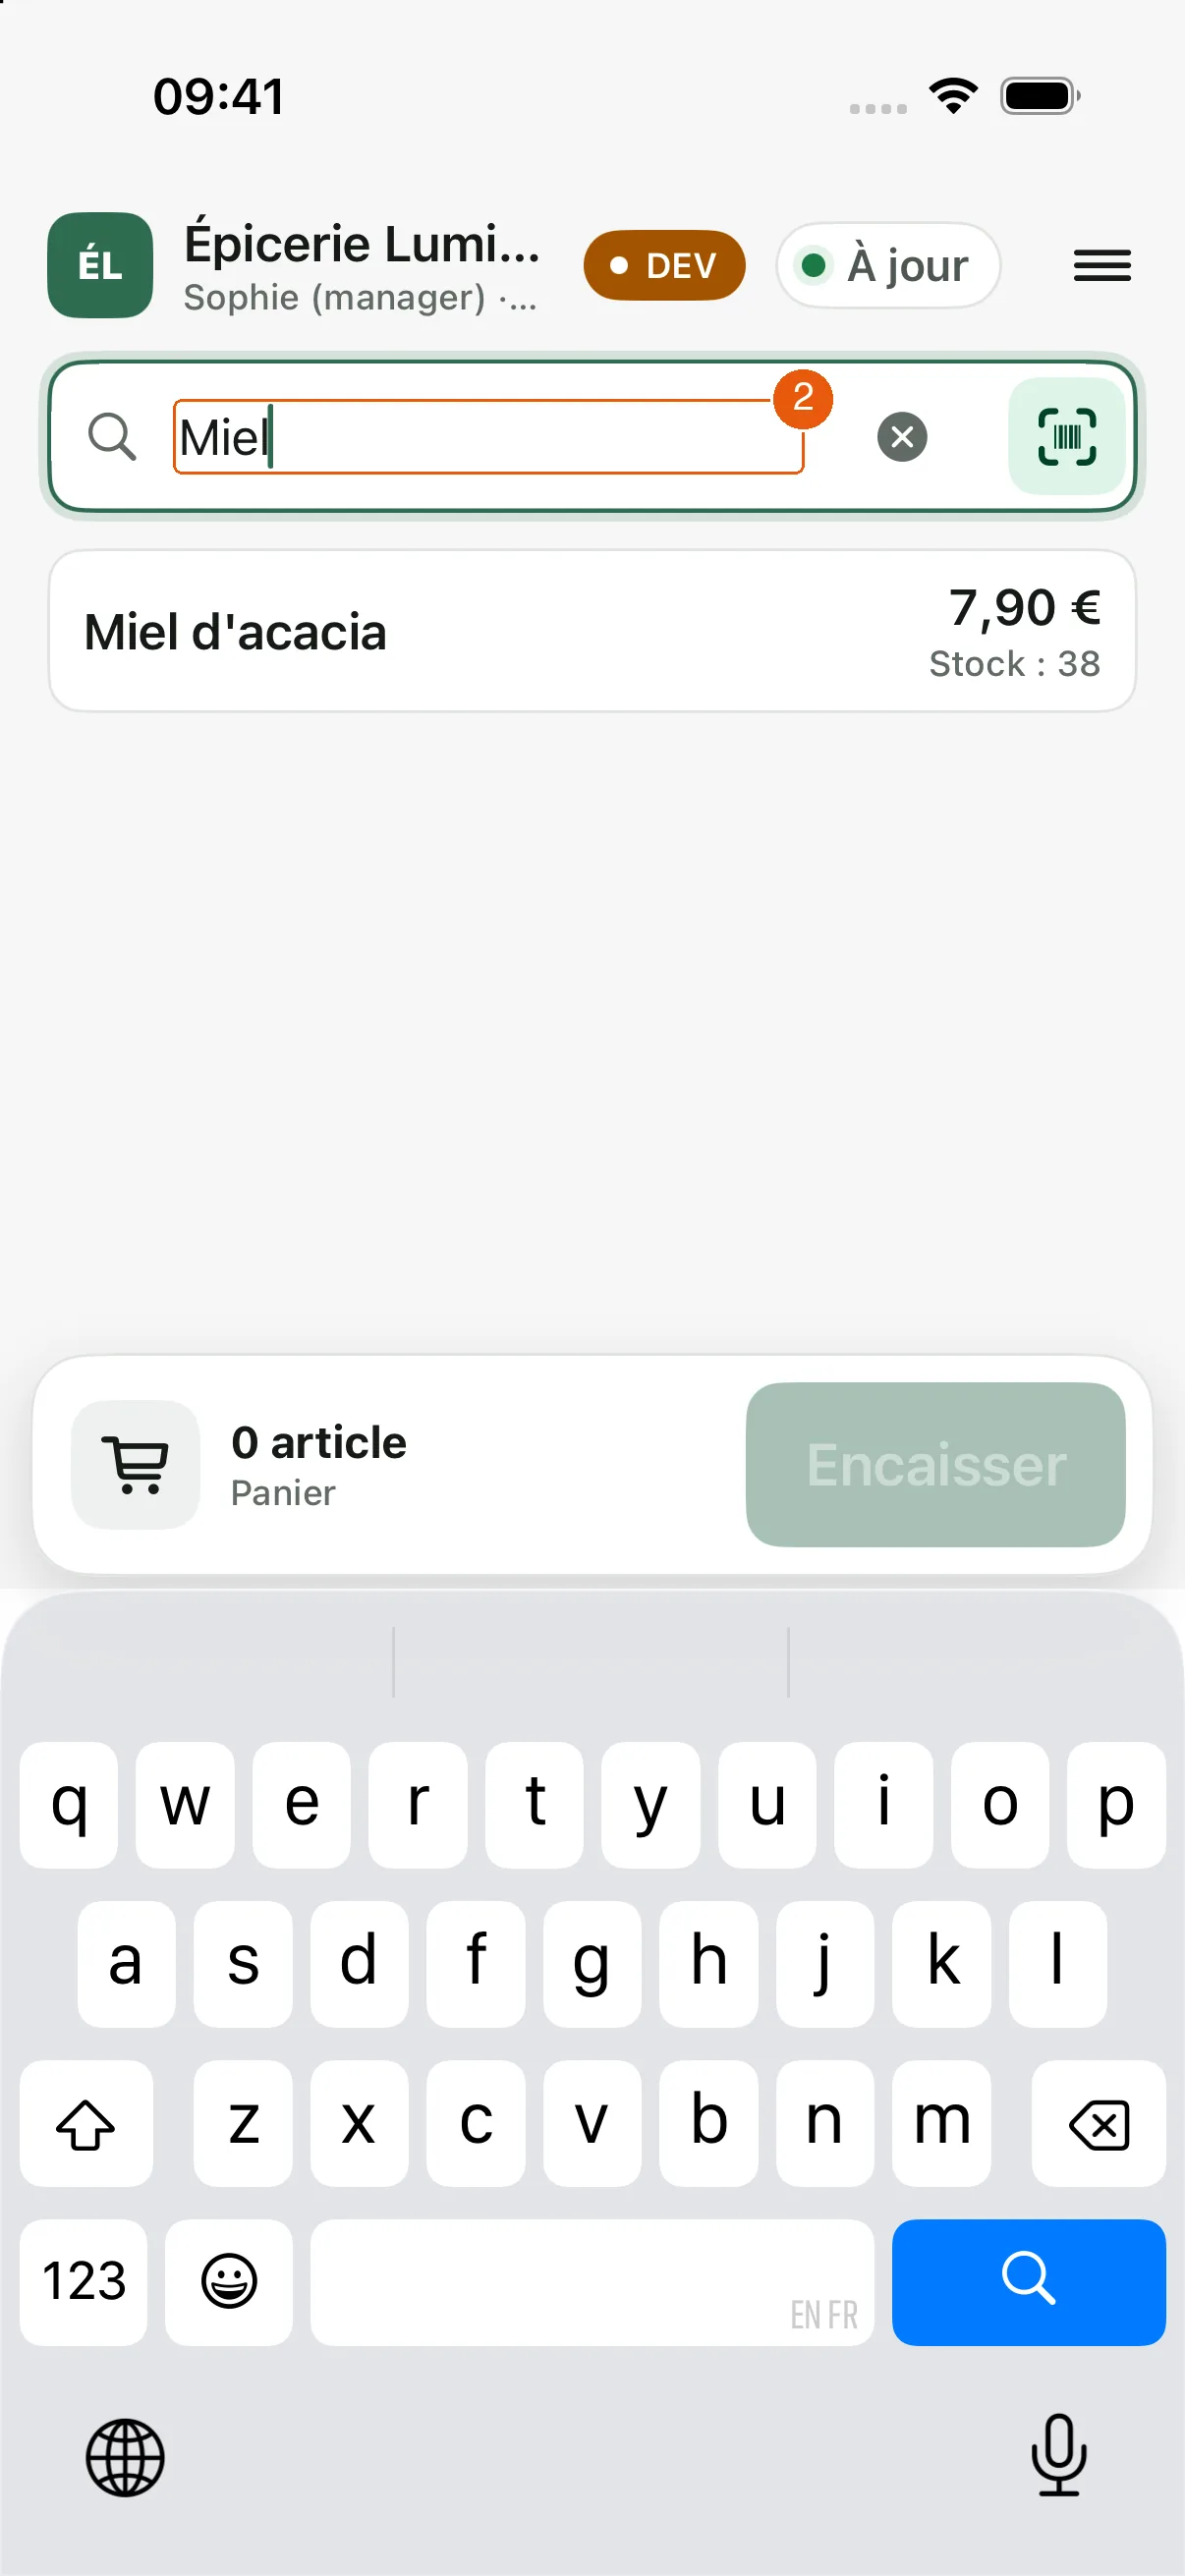 09:41
ÉL
Épicerie Lumi...
DEV
À jour
Sophie (manager) ·...
2
Miel
Miel d'acacia
7,90 €
Stock : 38
0 article
Panier
Encaisser
q w e r t y u i o p
a s d f g h j k l
z x c v b n m
123
EN FR